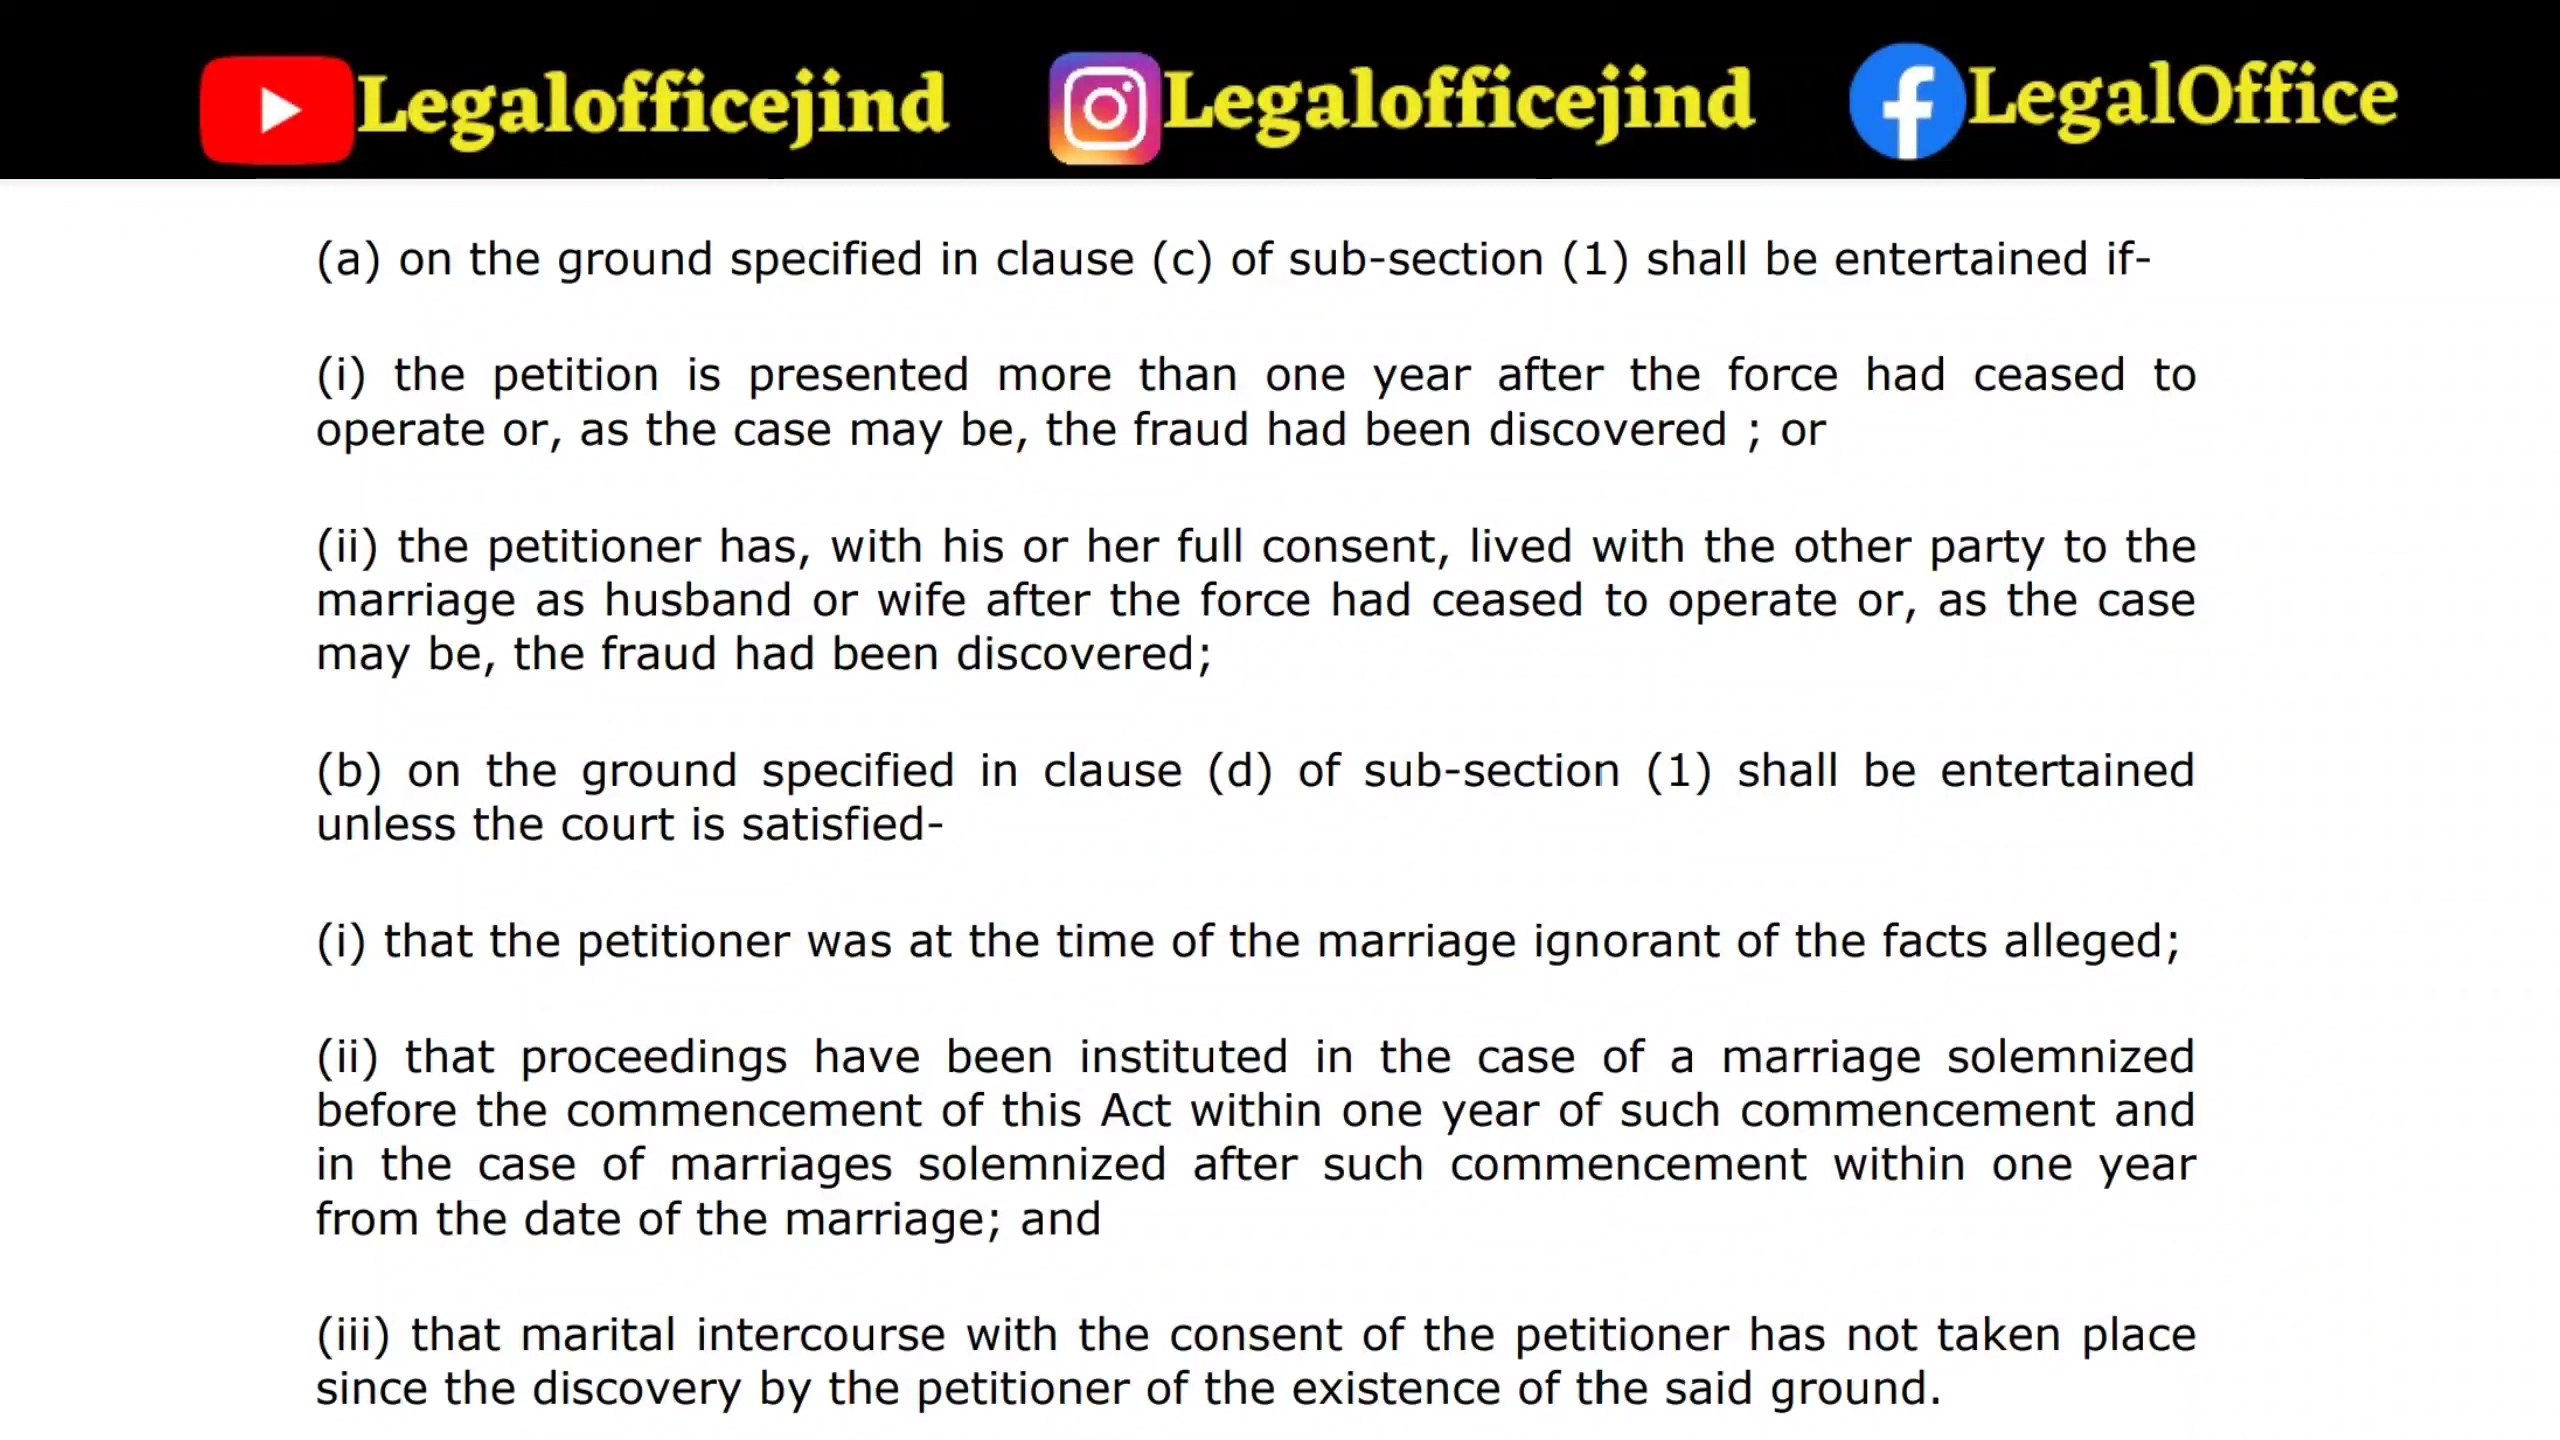 Legalofficejind Legalofficejind LegalOffice
(a) on the ground specified in clause (c) of sub-section (1) shall be entertained if-
(i) the petition is presented more than one year after the force had ceased to
operate or, as the case may be, the fraud had been discovered ; or
(ii) the petitioner has, with his or her full consent, lived with the other party to the
marriage as husband or wife after the force had ceased to operate or, as the case
may be, the fraud had been discovered;
(b) on the ground specified in clause (d) of sub-section (1) shall be entertained
unless the court is satisfied-
(i) that the petitioner was at the time of the marriage ignorant of the facts alleged;
(ii) that proceedings have been instituted in the case of a marriage solemnized
before the commencement of this Act within one year of such commencement and
in the case of marriages solemnized after such commencement within one year
from the date of the marriage; and
(iii) that marital intercourse with the consent of the petitioner has not taken place
since the discovery by the petitioner of the existence of the said ground.